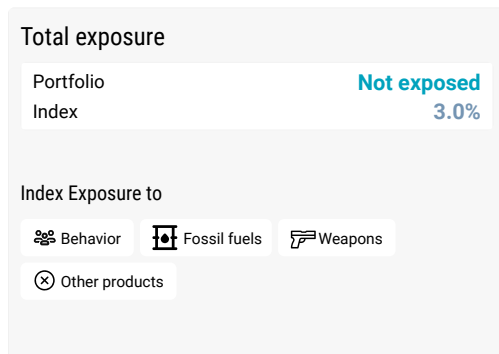 Total exposure
Portfolio Not exposed
Index 3.0%
Index Exposure to
Behavior Fossil fuels Weapons
Other products